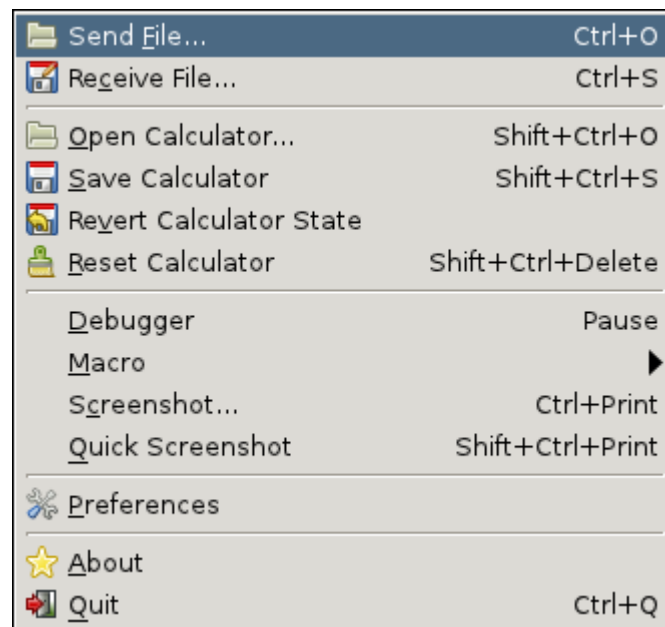 Send File... Ctrl+O
Receive File... Ctrl+S
Open Calculator... Shift+Ctrl+O
Save Calculator Shift+Ctrl+S
Revert Calculator State
Reset Calculator Shift+Ctrl+Delete
Debugger Pause
Macro
Screenshot... Ctrl+Print
Quick Screenshot Shift+Ctrl+Print
Preferences
About
Quit Ctrl+Q